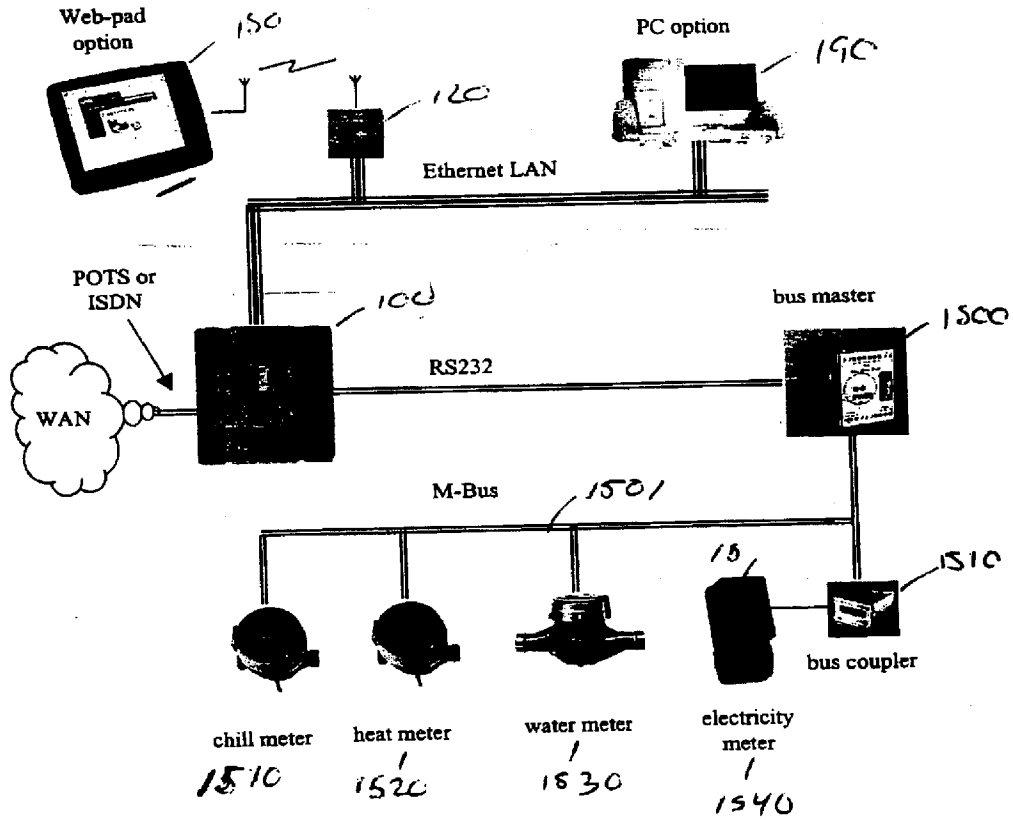 Web-pad
option
150
120
PC option
190
Ethernet LAN
POTS or
ISDN
100
bus master
1500
RS232
WAN
M-Bus
1501
15
1510
bus coupler
chill meter
1510
heat meter
1520
water meter
1530
electricity
meter
1540